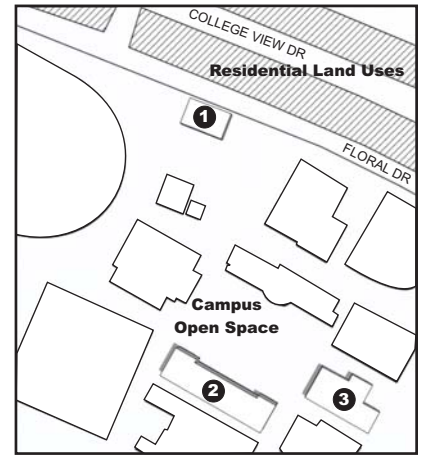 COLLEGE VIEW DR
Residential Land Uses
1
FLORAL DR
Campus
Open Space
2
3